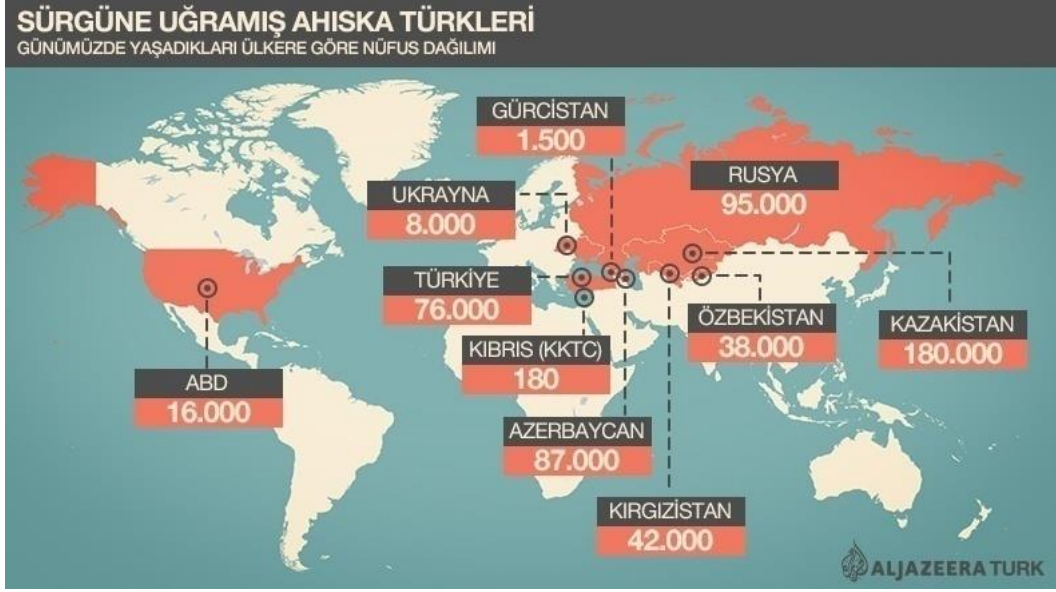 SÜRGÜNE UĞRAMIŞ AHISKA TÜRKLERİ
GÜNÜMÜZDE YAŞADIKLARI ÜLKERE GÖRE NÜFUS DAĞILIMI
GÜRCİSTAN
1.500
RUSYA
95.000
UKRAYNA
8.000
TÜRKİYE
76.000
ÖZBEKİSTAN
38.000
KAZAKİSTAN
180.000
KIBRIS (KKTC)
180
ABD
16.000
AZERBAYCAN
87.000
KIRGIZİSTAN
42.000
ALJAZEERA TURK